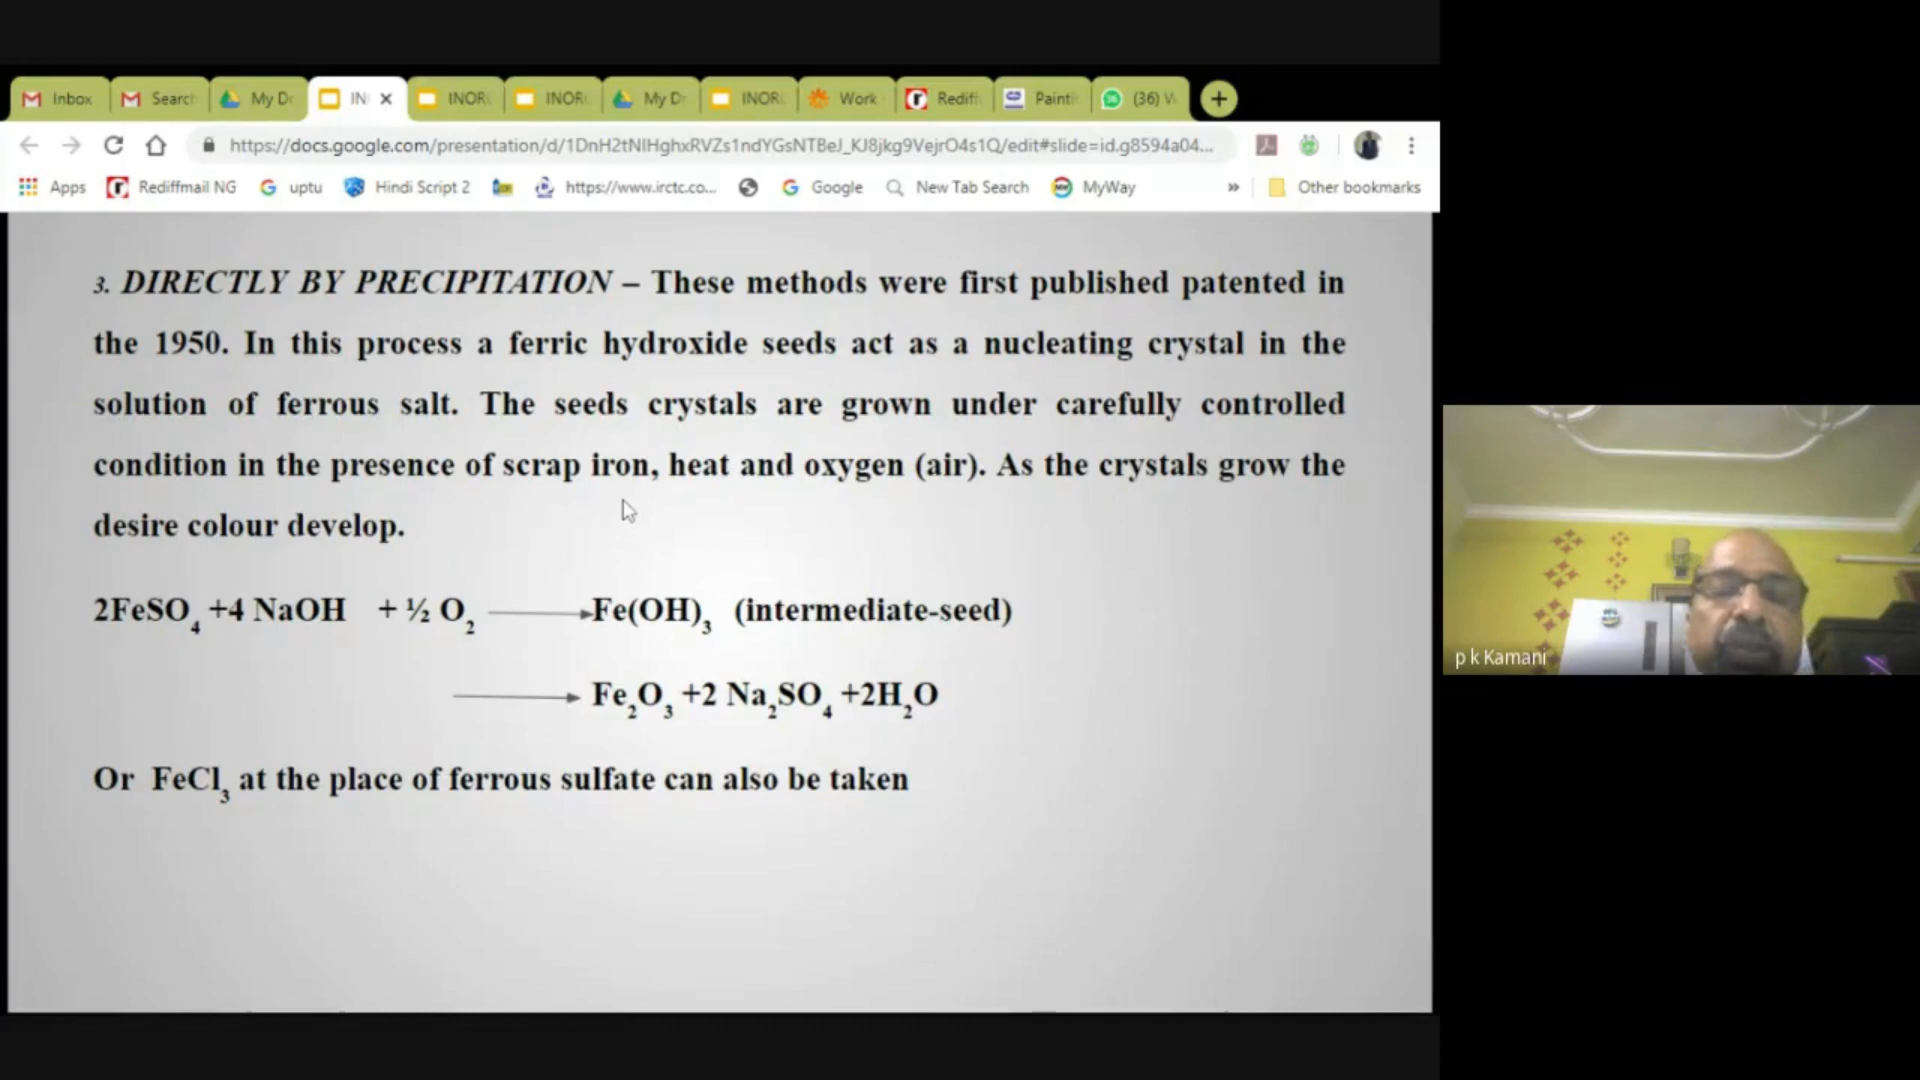 Inbox Search My Dr IN INOR INOR My Dr INOR Work Rediff Painti (36) W
https://docs.google.com/presentation/d/1DnH2tNlHghxRVZs1ndYGsNTBeJ_KJ8jkg9VejrO4s1Q/edit#slide=id.g8594a04...
Apps Rediffmail NG uptu Hindi Script 2 https://www.irctc.co... Google New Tab Search MyWay » Other bookmarks
3. DIRECTLY BY PRECIPITATION – These methods were first published patented in
the 1950. In this process a ferric hydroxide seeds act as a nucleating crystal in the
solution of ferrous salt. The seeds crystals are grown under carefully controlled
condition in the presence of scrap iron, heat and oxygen (air). As the crystals grow the
desire colour develop.
2FeSO₄ +4 NaOH + ½ O₂ → Fe(OH)₃ (intermediate-seed)
→ Fe₂O₃ +2 Na₂SO₄ +2H₂O
Or FeCl₃ at the place of ferrous sulfate can also be taken
p k Kamani